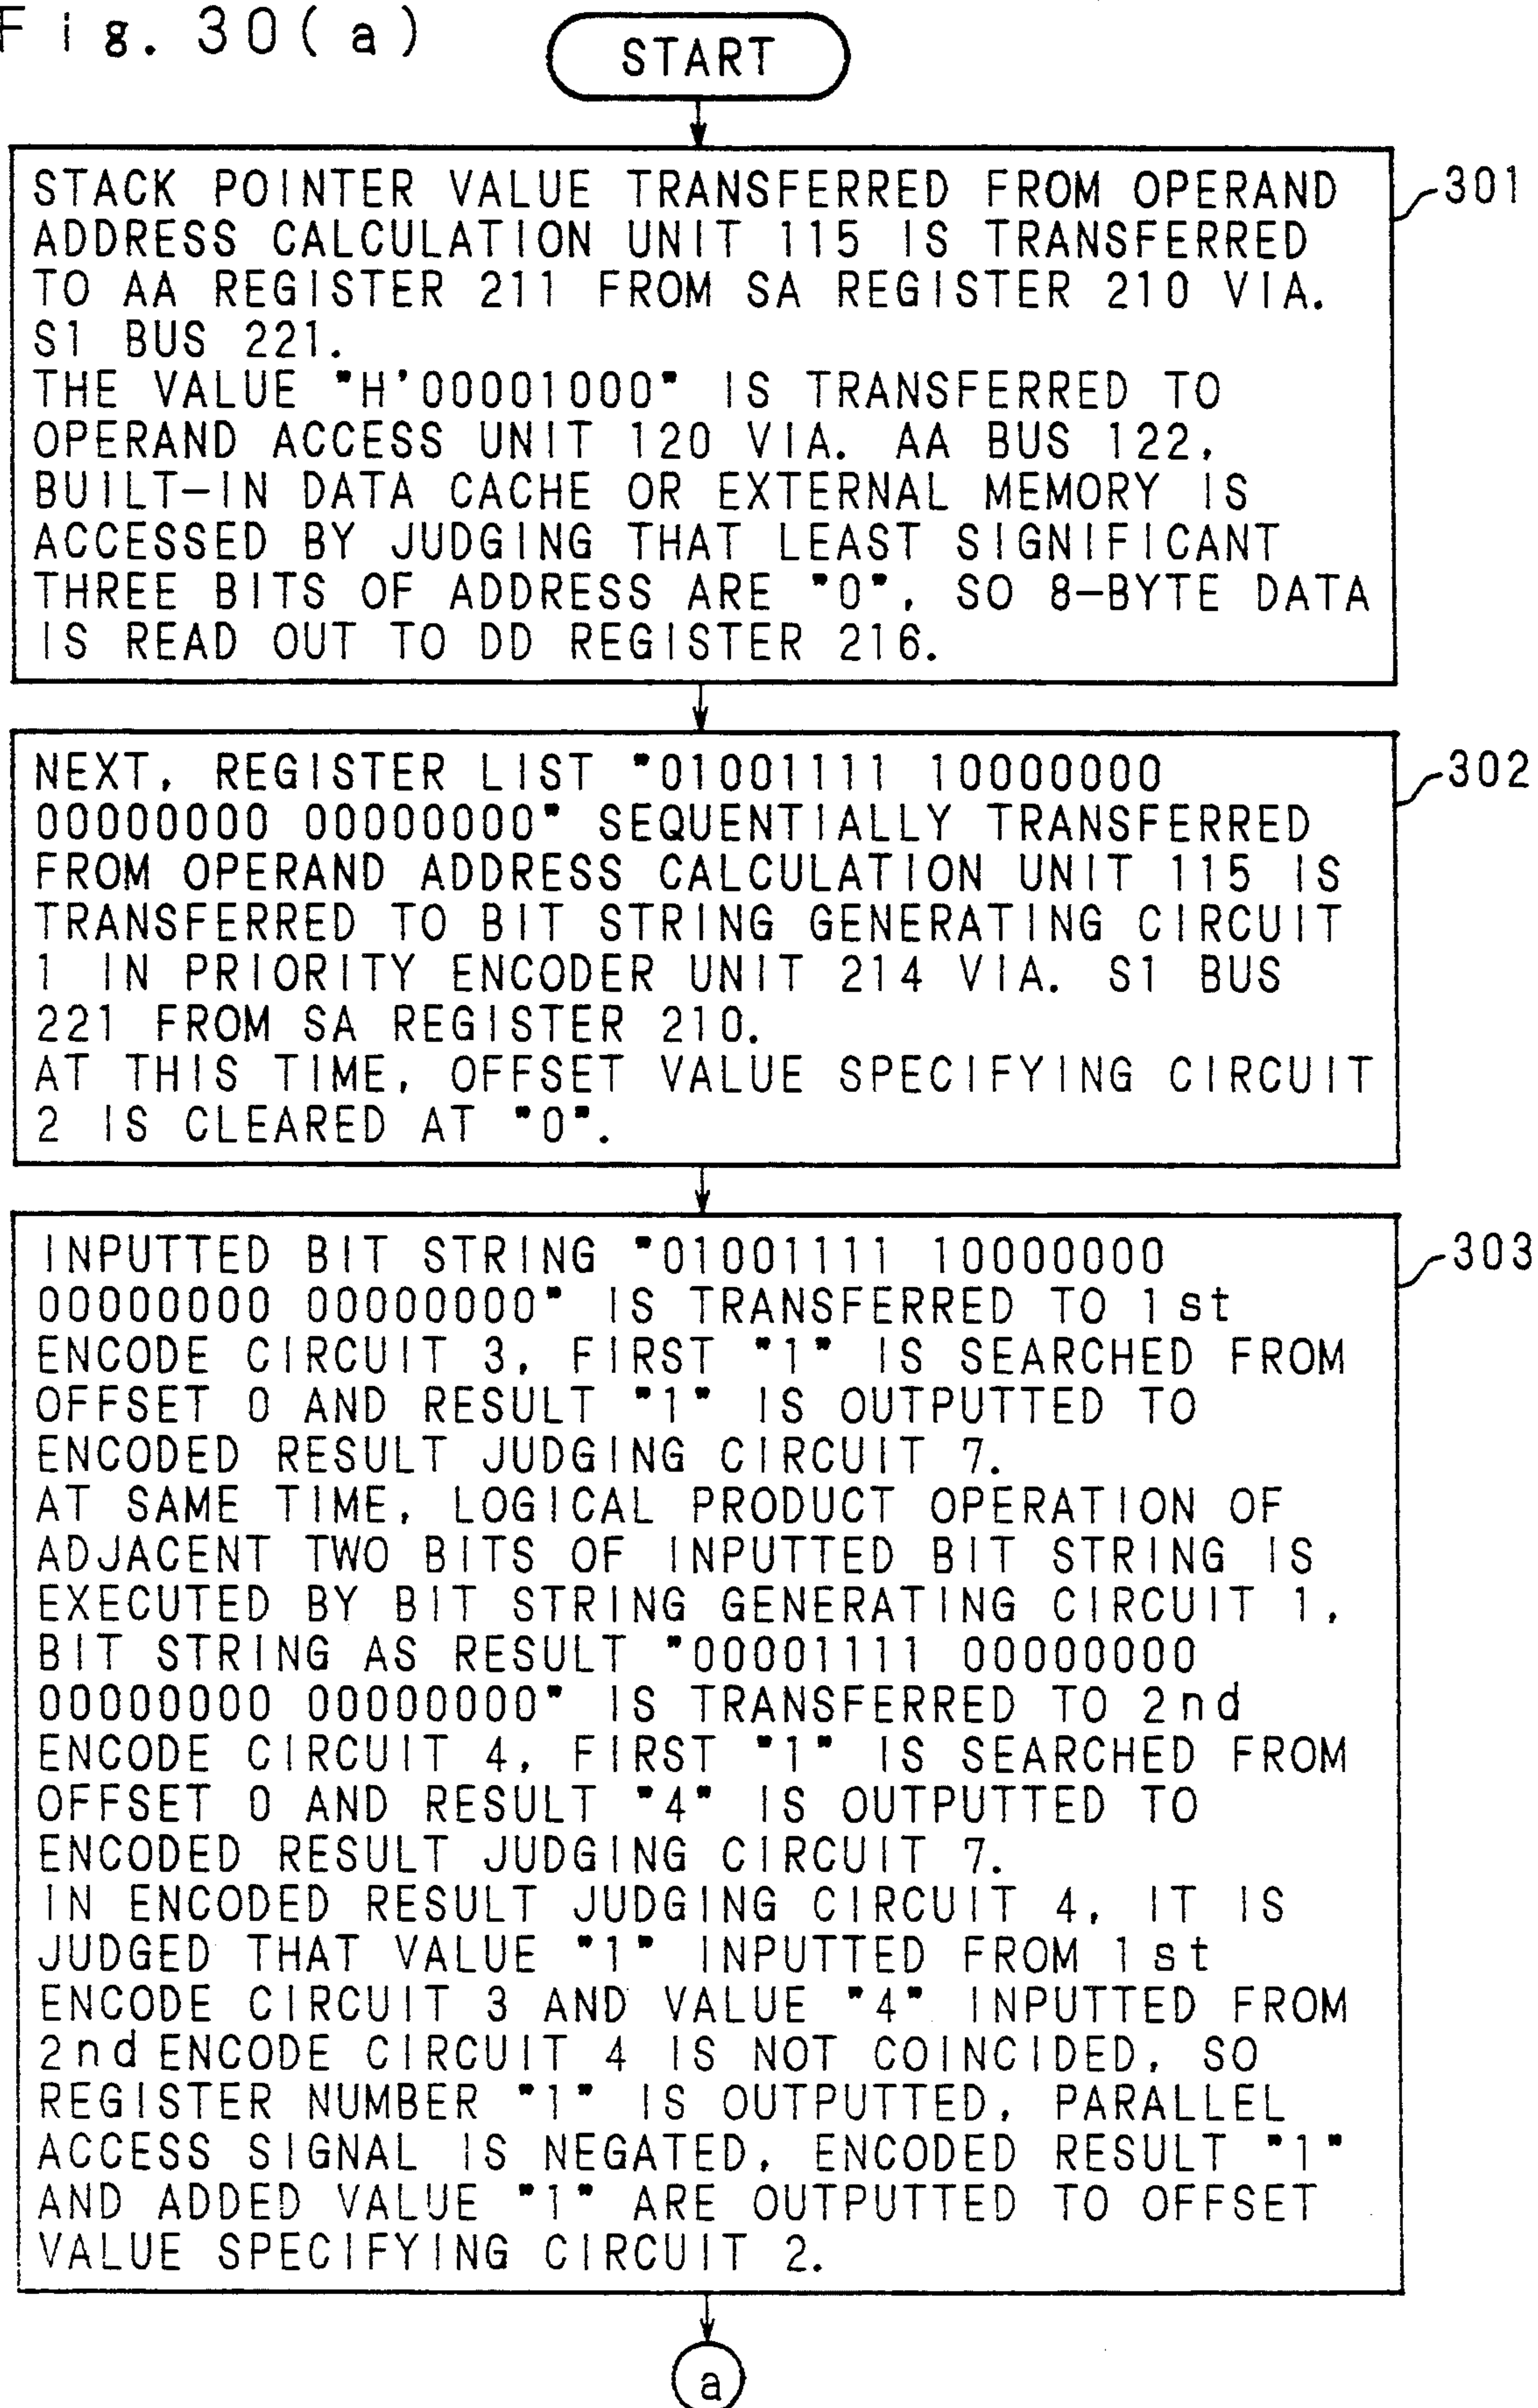 Fig. 30(a)
START
STACK POINTER VALUE TRANSFERRED FROM OPERAND
ADDRESS CALCULATION UNIT 115 IS TRANSFERRED
TO AA REGISTER 211 FROM SA REGISTER 210 VIA.
S1 BUS 221.
THE VALUE "H'00001000" IS TRANSFERRED TO
OPERAND ACCESS UNIT 120 VIA. AA BUS 122,
BUILT-IN DATA CACHE OR EXTERNAL MEMORY IS
ACCESSED BY JUDGING THAT LEAST SIGNIFICANT
THREE BITS OF ADDRESS ARE "0", SO 8-BYTE DATA
IS READ OUT TO DD REGISTER 216.
301
NEXT, REGISTER LIST "01001111 10000000
00000000 00000000" SEQUENTIALLY TRANSFERRED
FROM OPERAND ADDRESS CALCULATION UNIT 115 IS
TRANSFERRED TO BIT STRING GENERATING CIRCUIT
1 IN PRIORITY ENCODER UNIT 214 VIA. S1 BUS
221 FROM SA REGISTER 210.
AT THIS TIME, OFFSET VALUE SPECIFYING CIRCUIT
2 IS CLEARED AT "0".
302
INPUTTED BIT STRING "01001111 10000000
00000000 00000000" IS TRANSFERRED TO 1st
ENCODE CIRCUIT 3, FIRST "1" IS SEARCHED FROM
OFFSET 0 AND RESULT "1" IS OUTPUTTED TO
ENCODED RESULT JUDGING CIRCUIT 7.
AT SAME TIME, LOGICAL PRODUCT OPERATION OF
ADJACENT TWO BITS OF INPUTTED BIT STRING IS
EXECUTED BY BIT STRING GENERATING CIRCUIT 1,
BIT STRING AS RESULT "00001111 00000000
00000000 00000000" IS TRANSFERRED TO 2nd
ENCODE CIRCUIT 4, FIRST "1" IS SEARCHED FROM
OFFSET 0 AND RESULT "4" IS OUTPUTTED TO
ENCODED RESULT JUDGING CIRCUIT 7.
IN ENCODED RESULT JUDGING CIRCUIT 4, IT IS
JUDGED THAT VALUE "1" INPUTTED FROM 1st
ENCODE CIRCUIT 3 AND VALUE "4" INPUTTED FROM
2nd ENCODE CIRCUIT 4 IS NOT COINCIDED, SO
REGISTER NUMBER "1" IS OUTPUTTED, PARALLEL
ACCESS SIGNAL IS NEGATED, ENCODED RESULT "1"
AND ADDED VALUE "1" ARE OUTPUTTED TO OFFSET
VALUE SPECIFYING CIRCUIT 2.
303
a